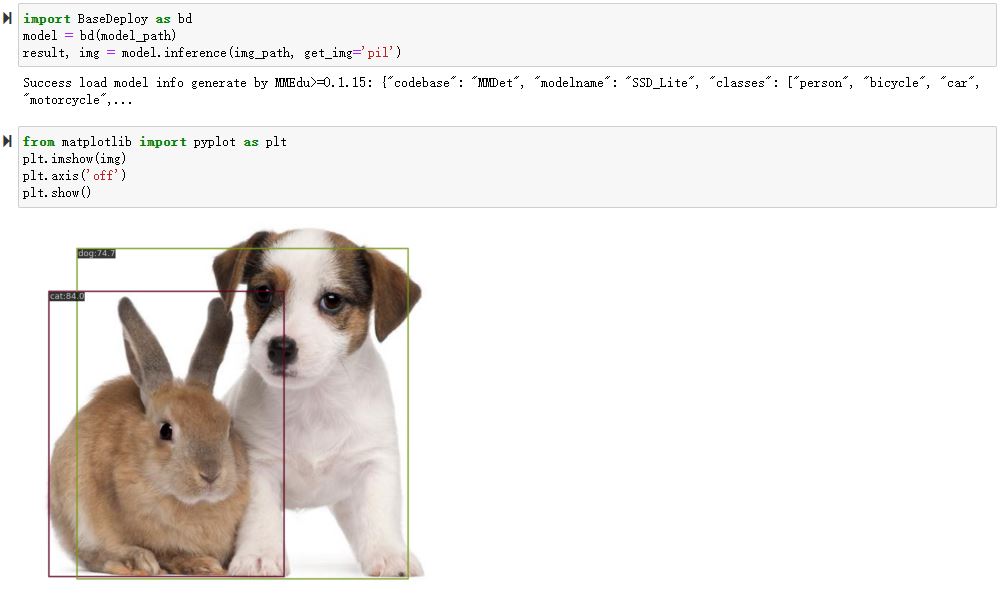 import BaseDeploy as bd
model = bd(model_path)
result, img = model.inference(img_path, get_img='pil')
Success load model info generate by MMEdu>=0.1.15: {"codebase": "MMDet", "modelname": "SSD_Lite", "classes": ["person", "bicycle", "car",
"motorcycle",...
from matplotlib import pyplot as plt
plt.imshow(img)
plt.axis('off')
plt.show()
dog:74.7
cat:84.0